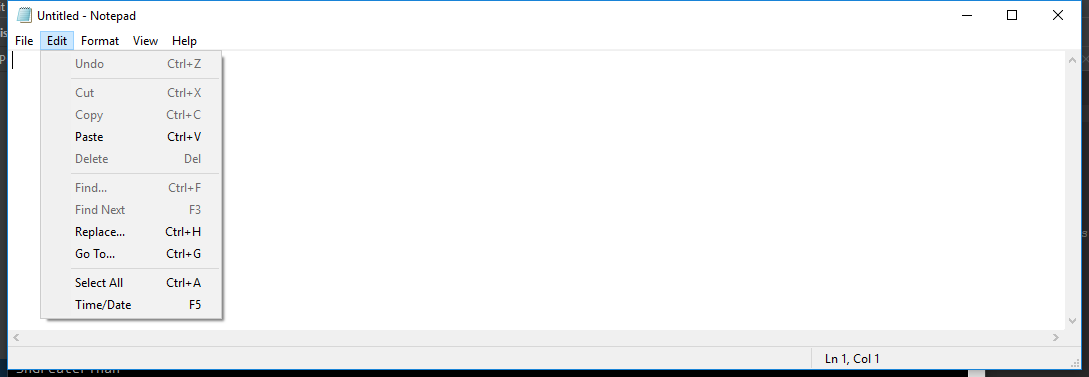 Untitled - Notepad
File Edit Format View Help
Undo Ctrl+Z
Cut Ctrl+X
Copy Ctrl+C
Paste Ctrl+V
Delete Del
Find... Ctrl+F
Find Next F3
Replace... Ctrl+H
Go To... Ctrl+G
Select All Ctrl+A
Time/Date F5
Ln 1, Col 1